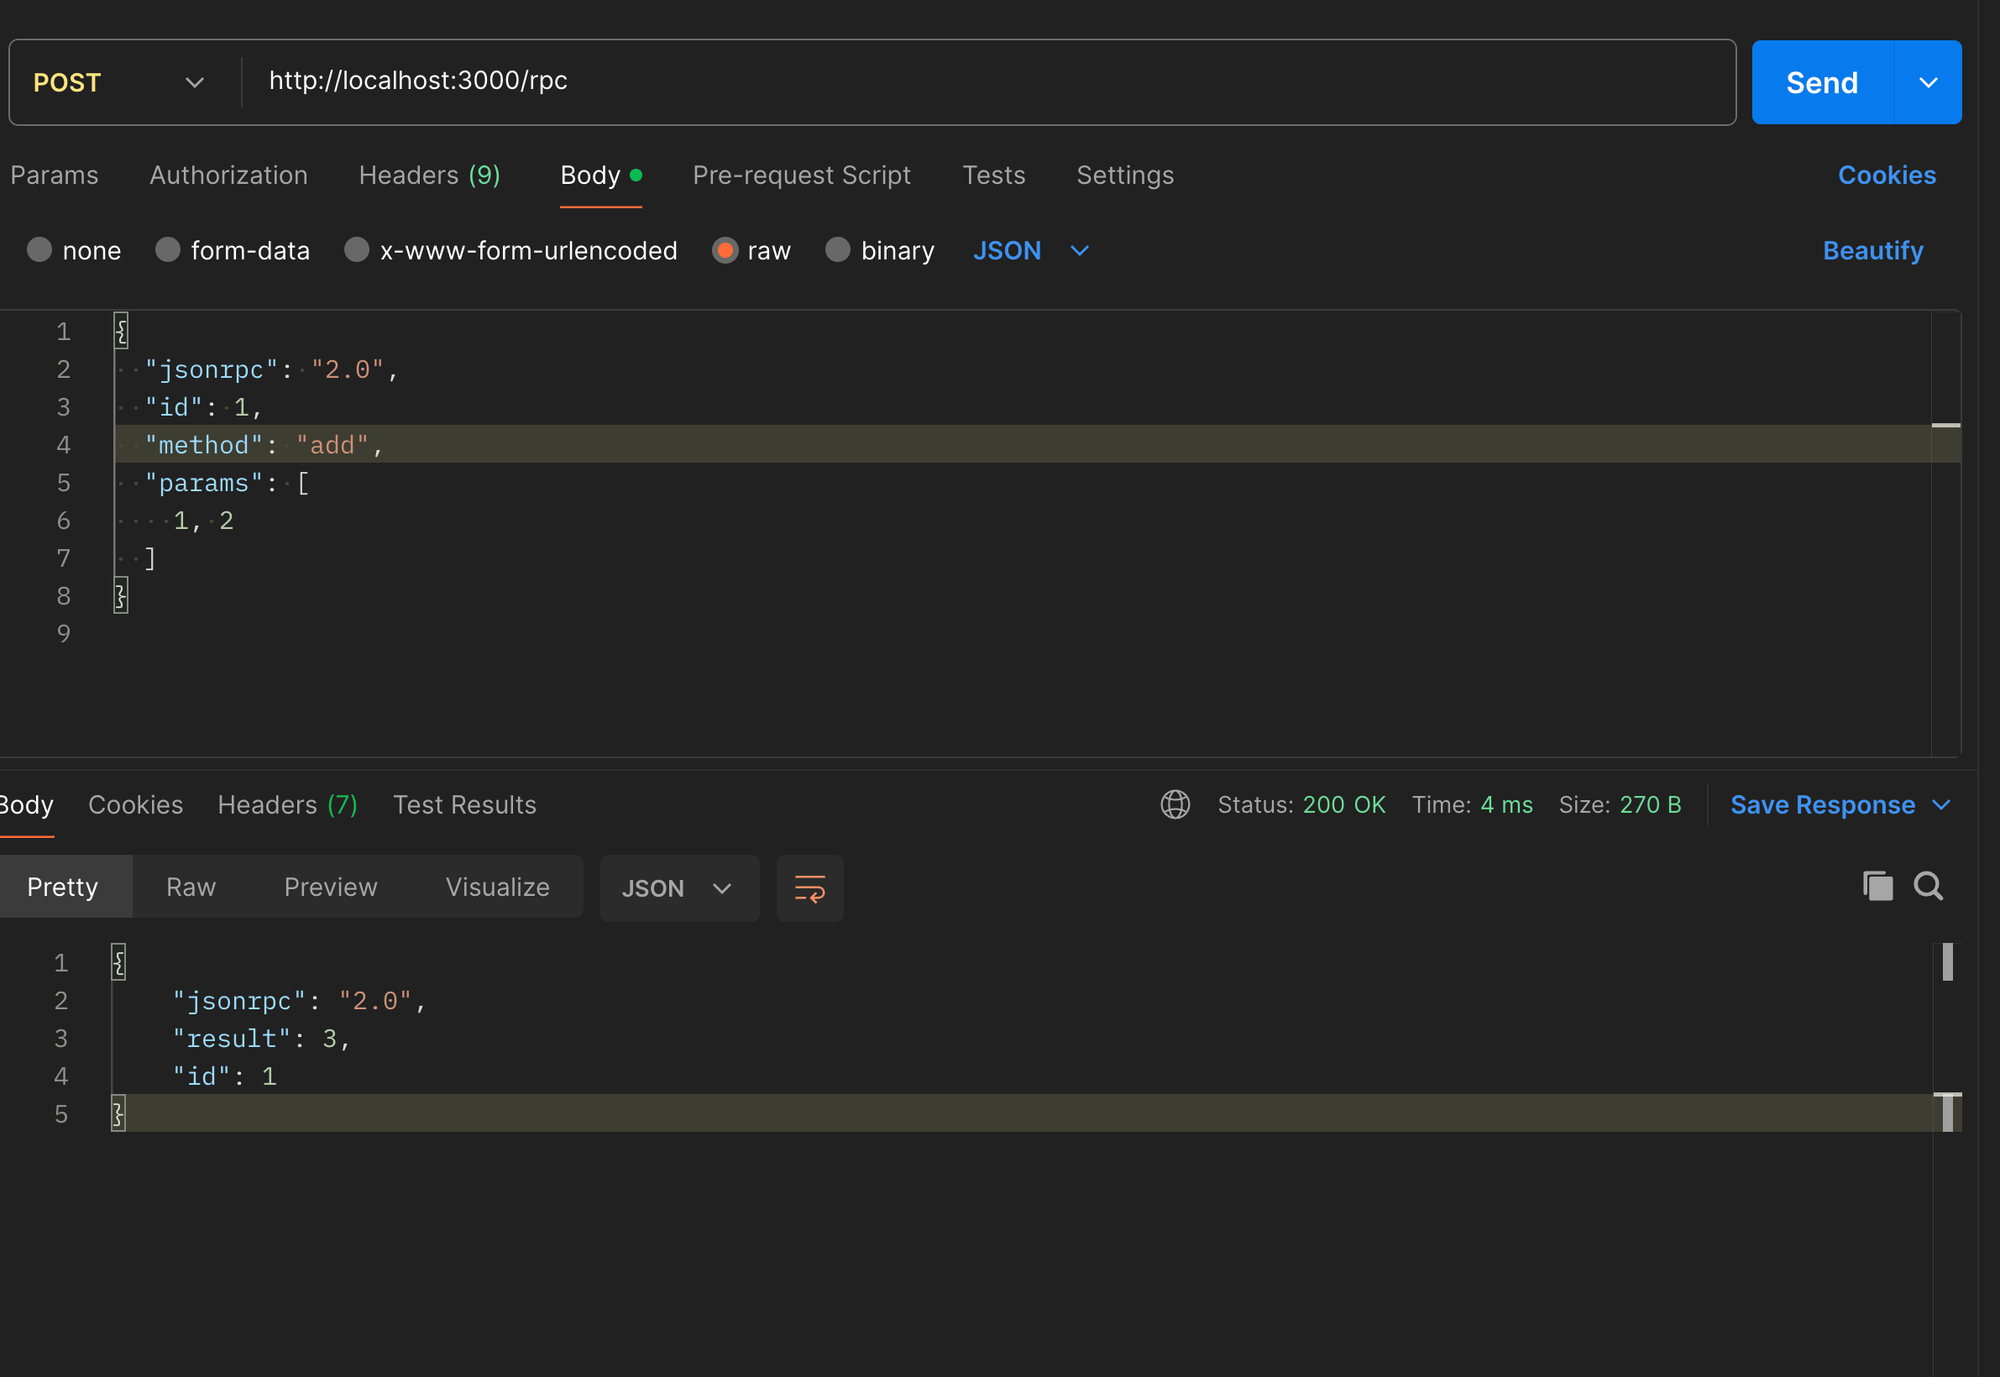 POST http://localhost:3000/rpc Send
Params Authorization Headers (9) Body Pre-request Script Tests Settings Cookies
none form-data x-www-form-urlencoded raw binary JSON Beautify
1 {
2 "jsonrpc": "2.0",
3 "id": 1,
4 "method": "add",
5 "params": [
6 1, 2
7 ]
8 }
9
Body Cookies Headers (7) Test Results Status: 200 OK Time: 4 ms Size: 270 B Save Response
Pretty Raw Preview Visualize JSON
1 {
2 "jsonrpc": "2.0",
3 "result": 3,
4 "id": 1
5 }